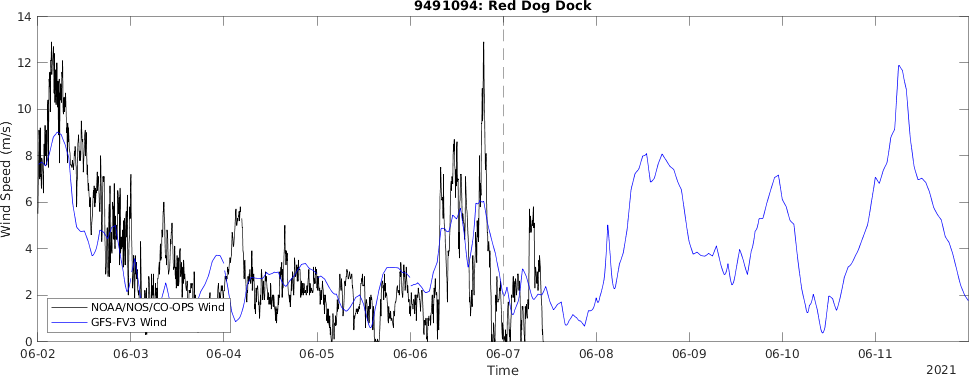 9491094: Red Dog Dock
14
12
10
8
6
4
2
0
Wind Speed (m/s)
NOAA/NOS/CO-OPS Wind
GFS-FV3 Wind
06-02 06-03 06-04 06-05 06-06 06-07 06-08 06-09 06-10 06-11
Time
2021